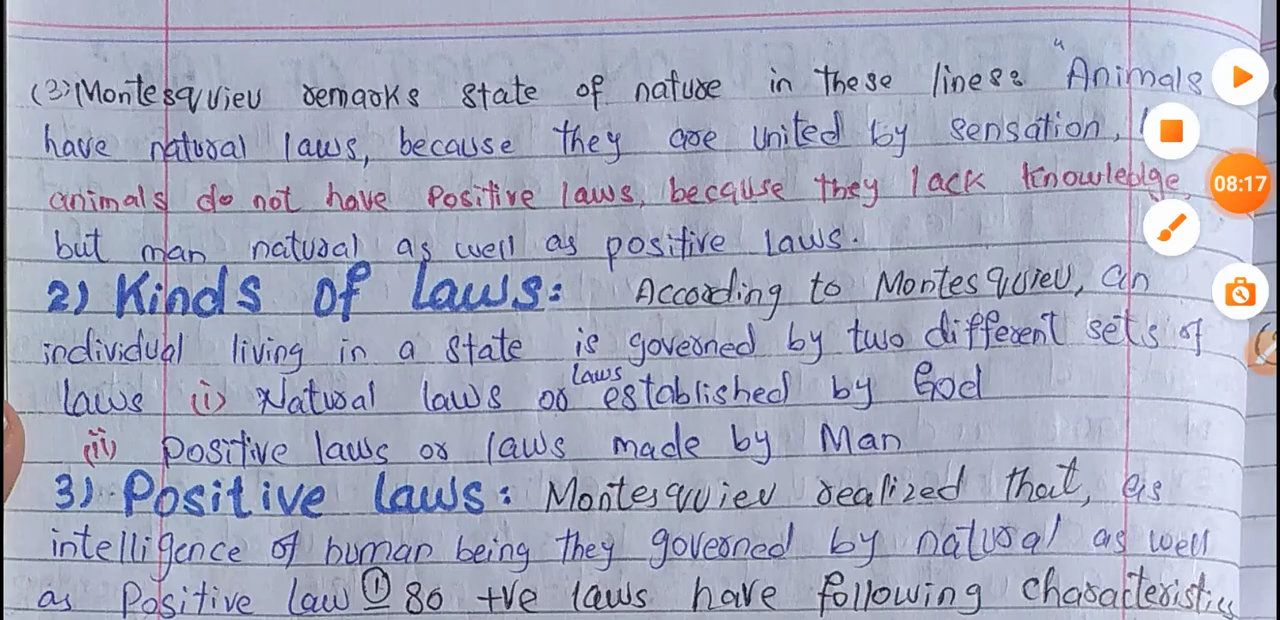 (3) Montesquieu remarks state of nature in these lines: "Animals
have natural laws, because they are united by sensation,
animals do not have Positive laws, because they lack knowleblge
but man natural as well as positive laws.
2) Kinds of laws: According to Montesquieu, an
individual living in a state is governed by two different sets of
laws (i) Natural laws or laws established by God
(ii) Positive laws or laws made by Man
3) Positive laws: Montesquieu realized that, as
intelligence of human being they governed by natural as well
as Positive law ① So +ve laws have following characteristics
08:17